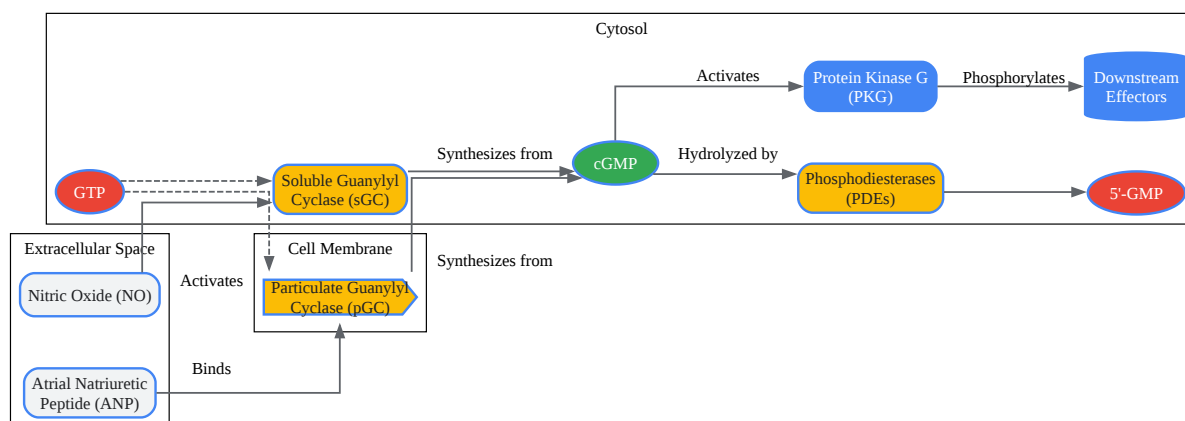 Cytosol
Activates
Protein Kinase G
(PKG)
Phosphorylates
Downstream
Effectors
GTP
Soluble Guanylyl
Cyclase (sGC)
Synthesizes from
cGMP
Hydrolyzed by
Phosphodiesterases
(PDEs)
5'-GMP
Extracellular Space
Nitric Oxide (NO)
Activates
Cell Membrane
Particulate Guanylyl
Cyclase (pGC)
Synthesizes from
Atrial Natriuretic
Peptide (ANP)
Binds